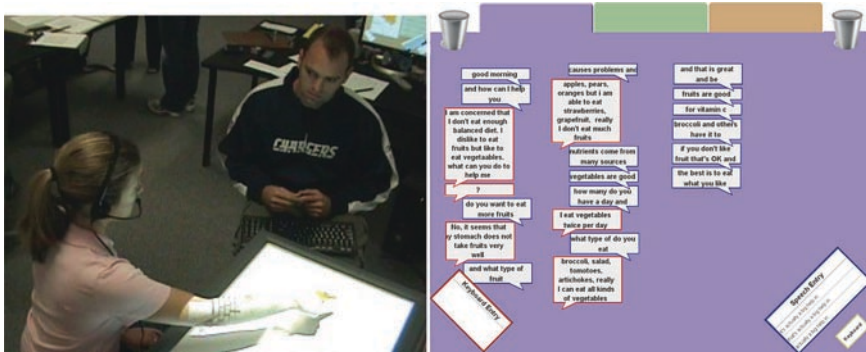 CHARGERS
good morning
and how can I help
you
I am concerned that
I don't eat enough
balanced diet. I
dislike to eat
fruits but like to
eat vegetaables.
what can you do to
help me
?
do you want to eat
more fruits
No, it seems that
my stomach does not
take fruits very
well
and what type of
fruit
Keyboard Entry
causes problems and
apples, pears,
oranges but i am
able to eat
strawberries,
grapefruit, really
I don't eat much
fruits
nutrients come from
many sources
vegetables are good
how many do you
have a day and
I eat vegetables
twice per day
what type of do you
eat
broccoli, salad,
tomotoes,
artichokes, really
I can eat all kinds
of vegetables
and that is great
and be
fruits are good
for vitamin c
broccoli and others
have it to
if you don't like
fruit that's OK and
the best is to eat
what you like
Speech Entry
Keyboard